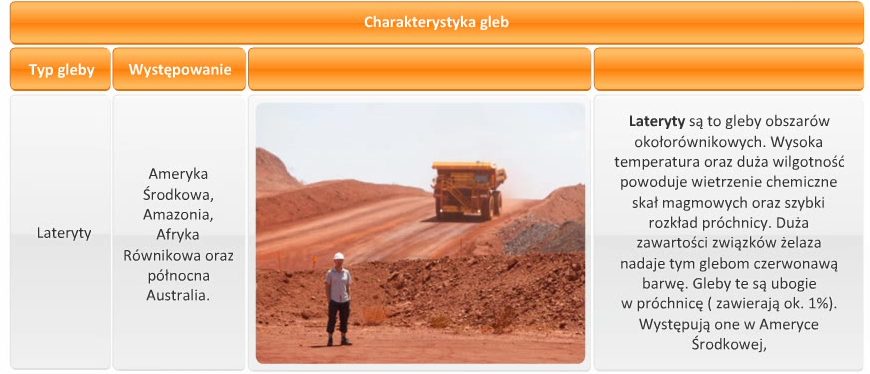 Charakterystyka gleb
Typ gleby
Występowanie
Lateryty
Ameryka
Środkowa,
Amazonia,
Afryka
Równikowa oraz
północna
Australia.
Lateryty są to gleby obszarów
okołorównikowych. Wysoka
temperatura oraz duża wilgotność
powoduje wietrzenie chemiczne
skał magmowych oraz szybki
rozkład próchnicy. Duża
zawartości związków żelaza
nadaje tym glebom czerwonawą
barwę. Gleby te są ubogie
w próchnicę ( zawierają ok. 1%).
Występują one w Ameryce
Środkowej,